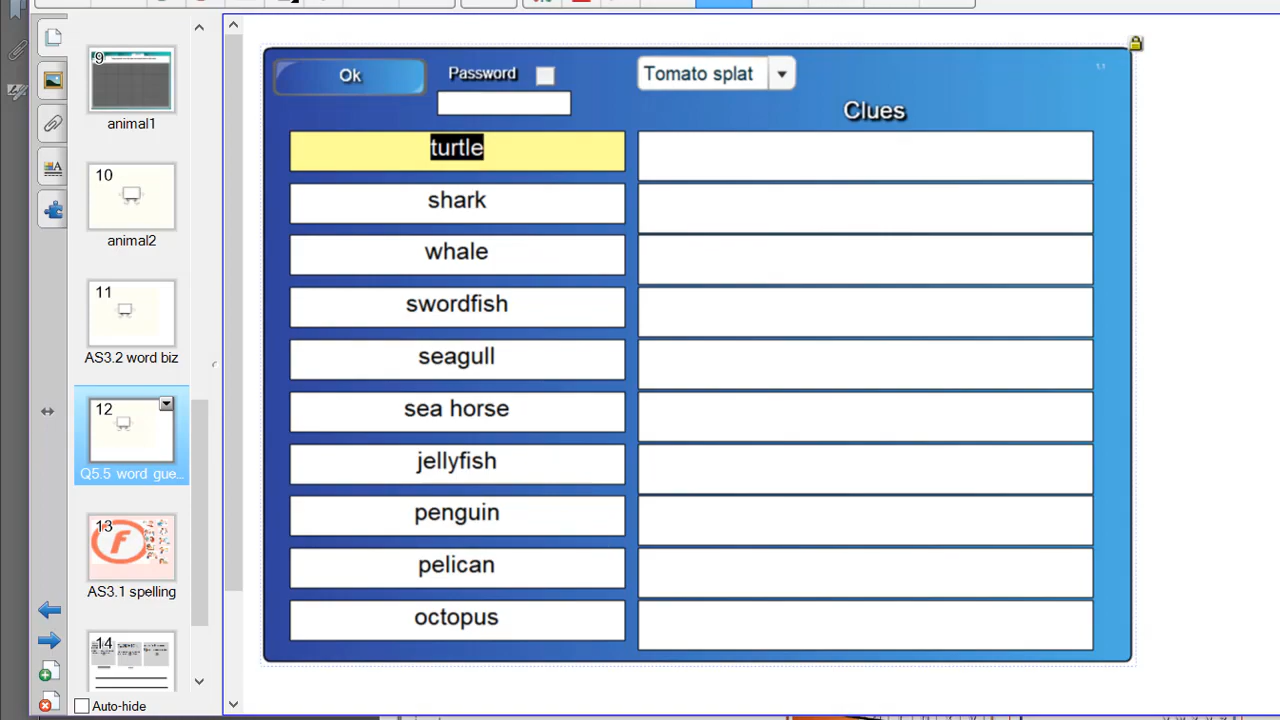 9
animal1
10
animal2
11
AS3.2 word biz
12
Q5.5 word gue...
13
F
AS3.1 spelling
14
Auto-hide
Ok
Password
Tomato splat
Clues
turtle
shark
whale
swordfish
seagull
sea horse
jellyfish
penguin
pelican
octopus